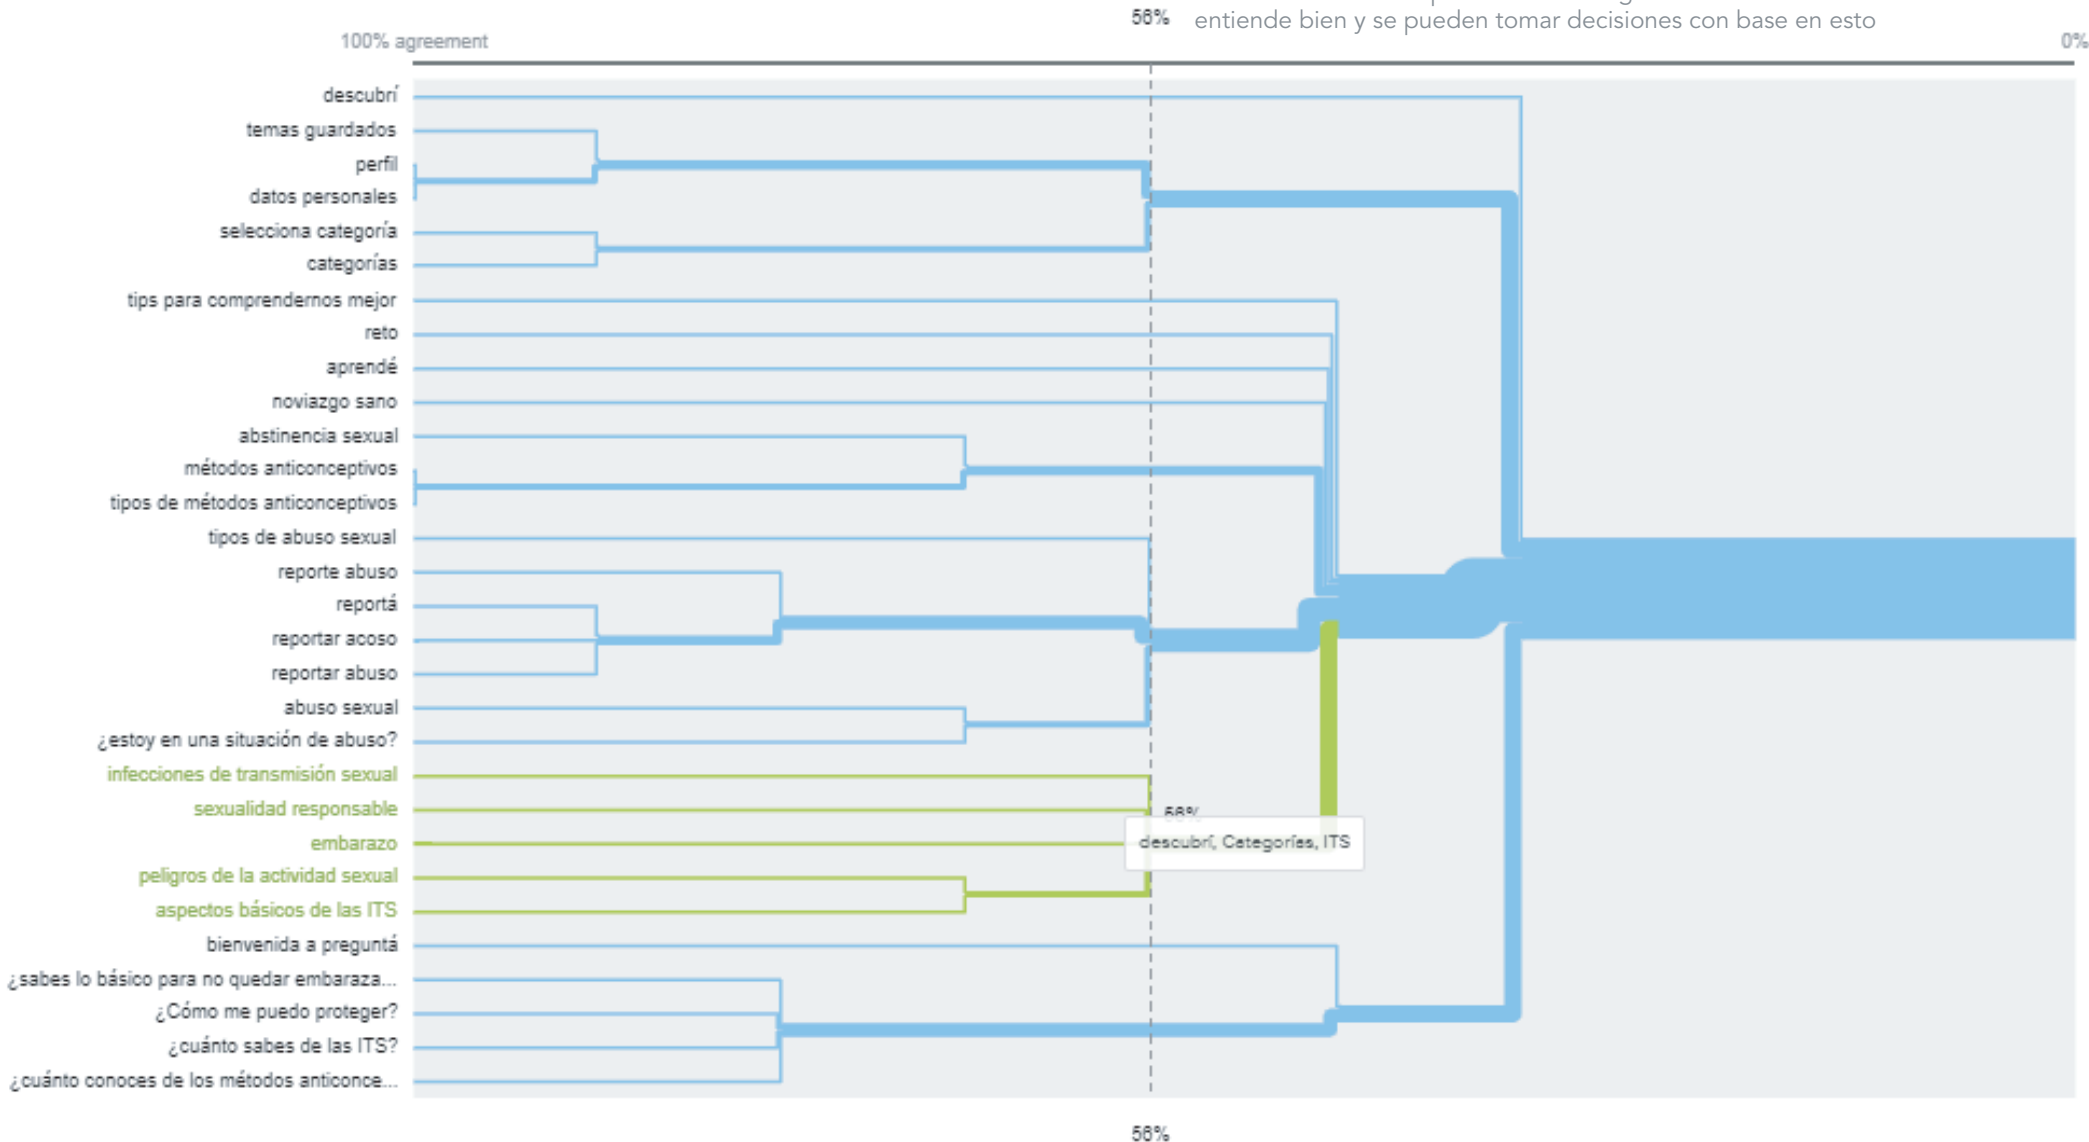 56%
entiende bien y se pueden tomar decisiones con base en esto
100% agreement
0%
descubrí
temas guardados
perfil
datos personales
selecciona categoría
categorías
tips para comprendernos mejor
reto
aprendé
noviazgo sano
abstinencia sexual
métodos anticonceptivos
tipos de métodos anticonceptivos
tipos de abuso sexual
reporte abuso
reportá
reportar acoso
reportar abuso
abuso sexual
¿estoy en una situación de abuso?
infecciones de transmisión sexual
sexualidad responsable
56%
embarazo
descubrí, Categorías, ITS
peligros de la actividad sexual
aspectos básicos de las ITS
bienvenida a preguntá
¿sabes lo básico para no quedar embaraza...
¿Cómo me puedo proteger?
¿cuánto sabes de las ITS?
¿cuánto conoces de los métodos anticonce...
56%